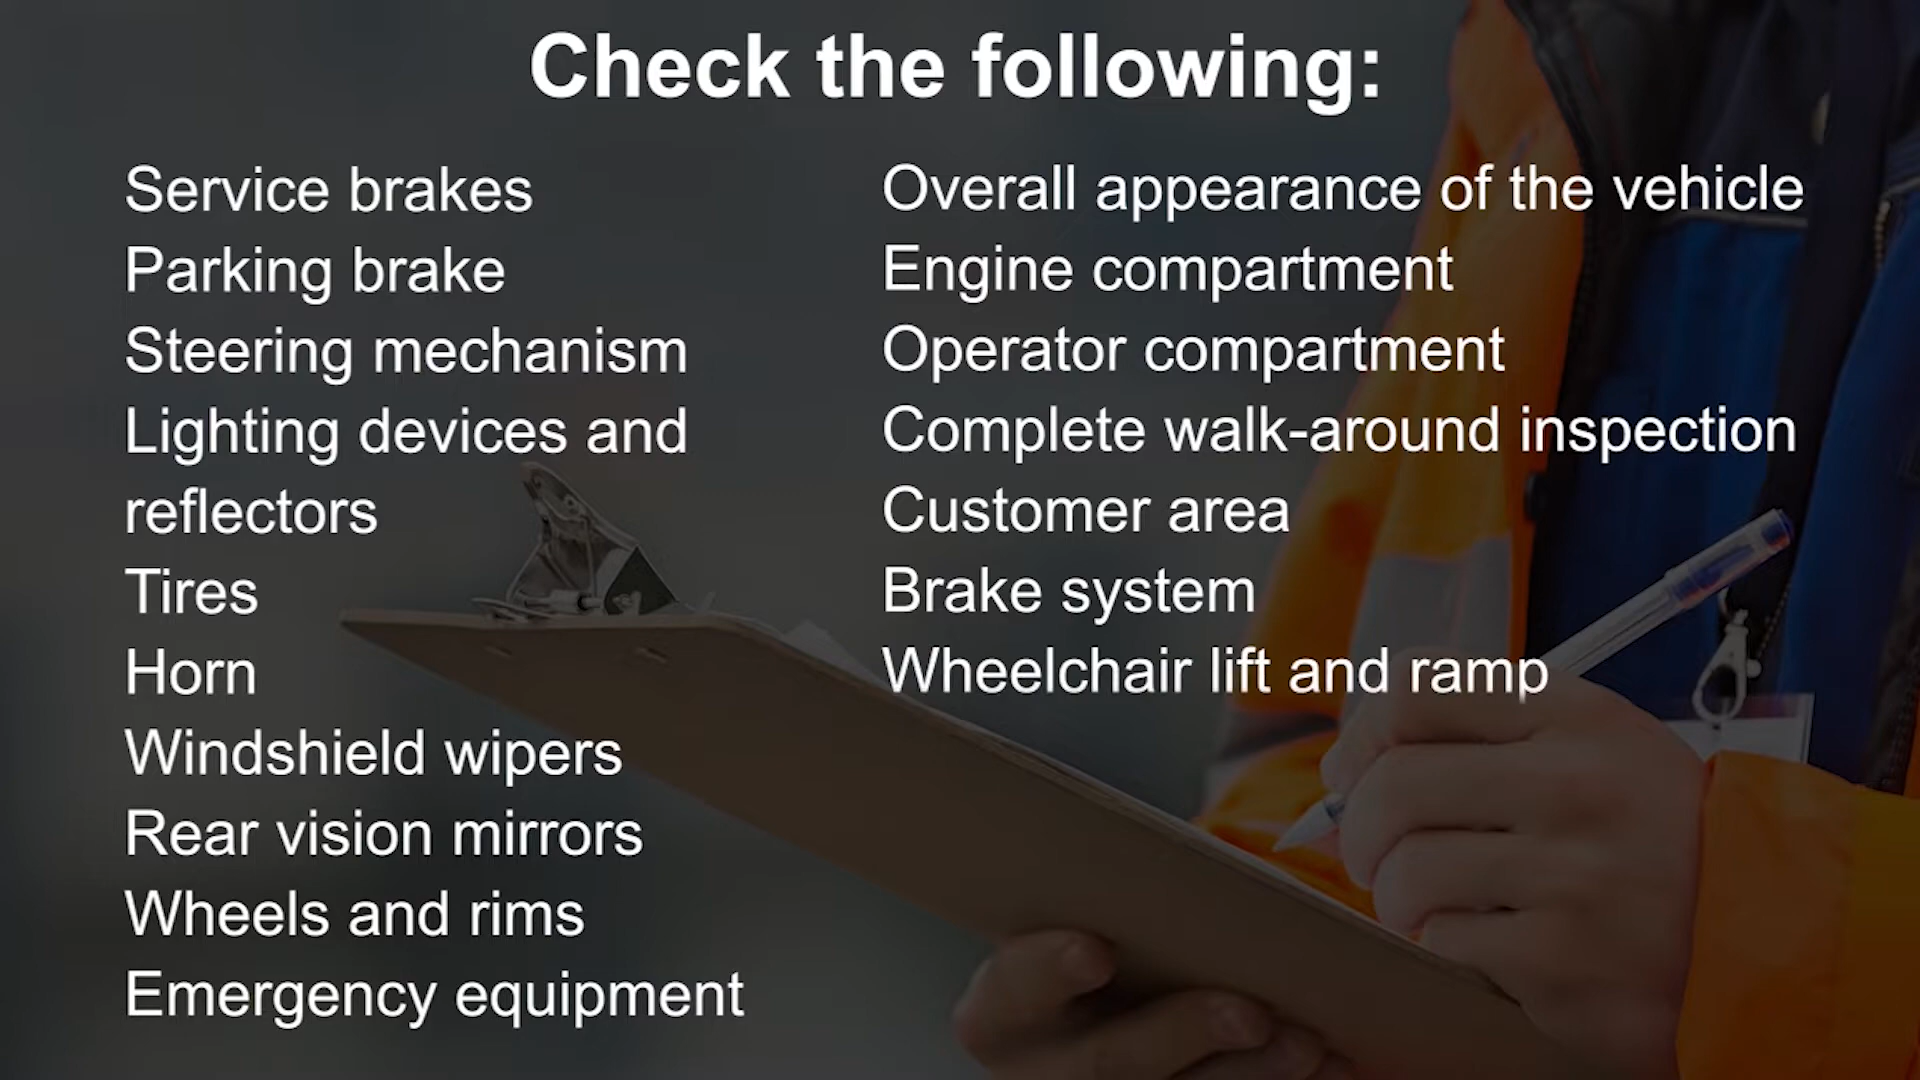 Check the following:
Service brakes
Parking brake
Steering mechanism
Lighting devices and
reflectors
Tires
Horn
Windshield wipers
Rear vision mirrors
Wheels and rims
Emergency equipment
Overall appearance of the vehicle
Engine compartment
Operator compartment
Complete walk-around inspection
Customer area
Brake system
Wheelchair lift and ramp